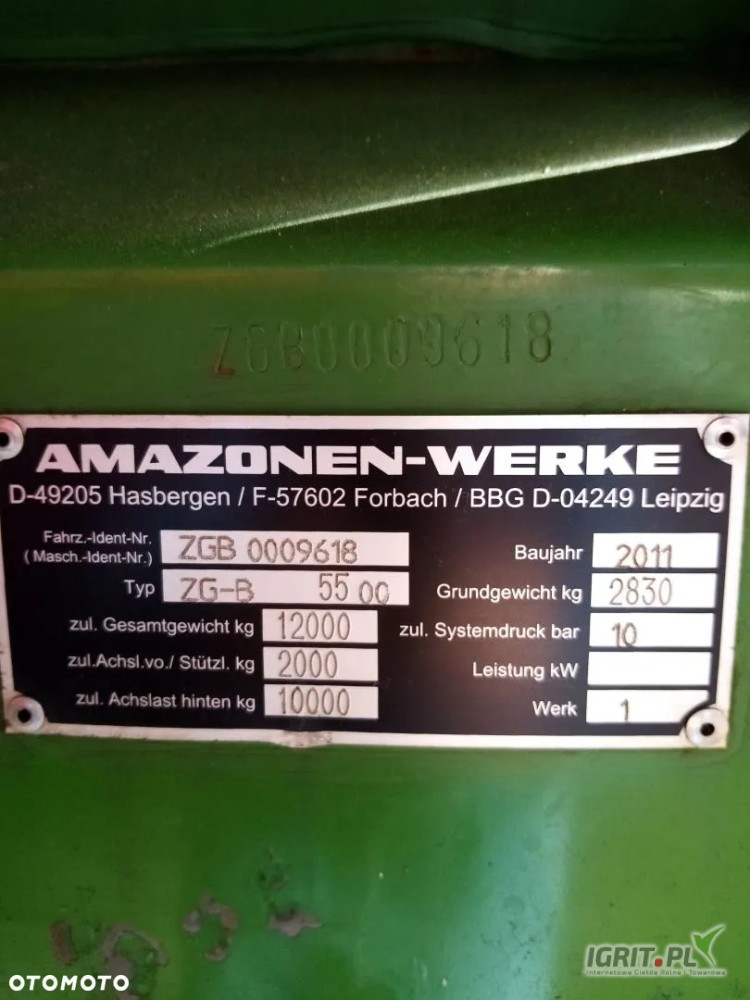 ZGB0009618
AMAZONEN-WERKE
D-49205 Hasbergen / F-57602 Forbach / BBG D-04249 Leipzig
Fahrz.-Ident-Nr.
(Masch.-Ident-Nr.) ZGB 0009618
Baujahr 2011
Typ ZG-B 55 00
Grundgewicht kg 2830
zul. Gesamtgewicht kg 12000
zul. Systemdruck bar 10
zul.Achsl.vo./ Stützl. kg 2000
Leistung kW
zul. Achslast hinten kg 10000
Werk 1
IGRIT.PL
Internetowa Giełda Rolna i Towarowa
OTOMOTO